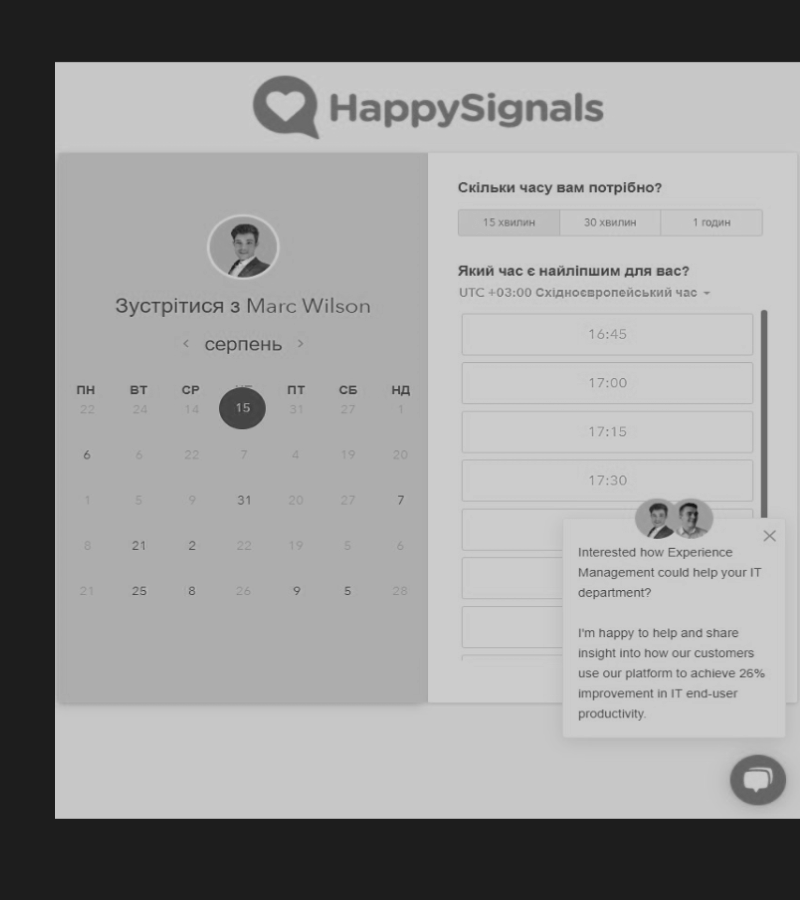 HappySignals
Зустрітися з Marc Wilson
серпень
ПН ВТ СР ПТ СБ НД
22 24 14 15 31 27 1
6 6 22 7 4 19 20
1 5 9 31 20 27 7
8 21 2 22 19 5 6
21 25 8 26 9 5 28
Скільки часу вам потрібно?
15 хвилин 30 хвилин 1 годин
Який час є найліпшим для вас?
UTC +03:00 Східноєвропейський час
16:45
17:00
17:15
17:30
Interested how Experience
Management could help your IT
department?
I'm happy to help and share
insight into how our customers
use our platform to achieve 26%
improvement in IT end-user
productivity.